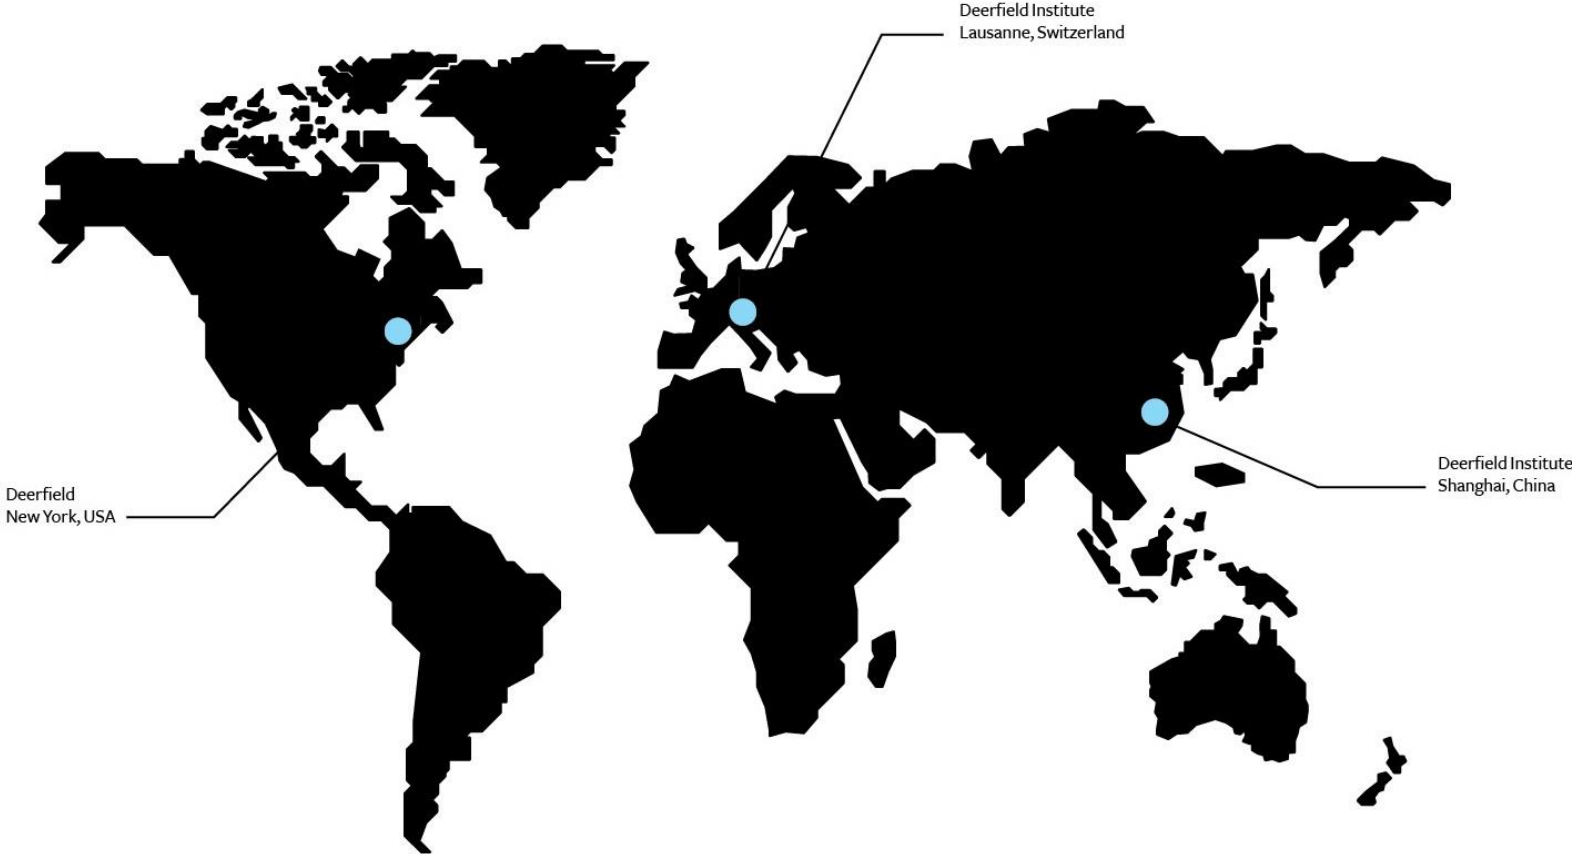 Deerfield Institute
Lausanne, Switzerland
Deerfield
New York, USA
Deerfield Institute
Shanghai, China